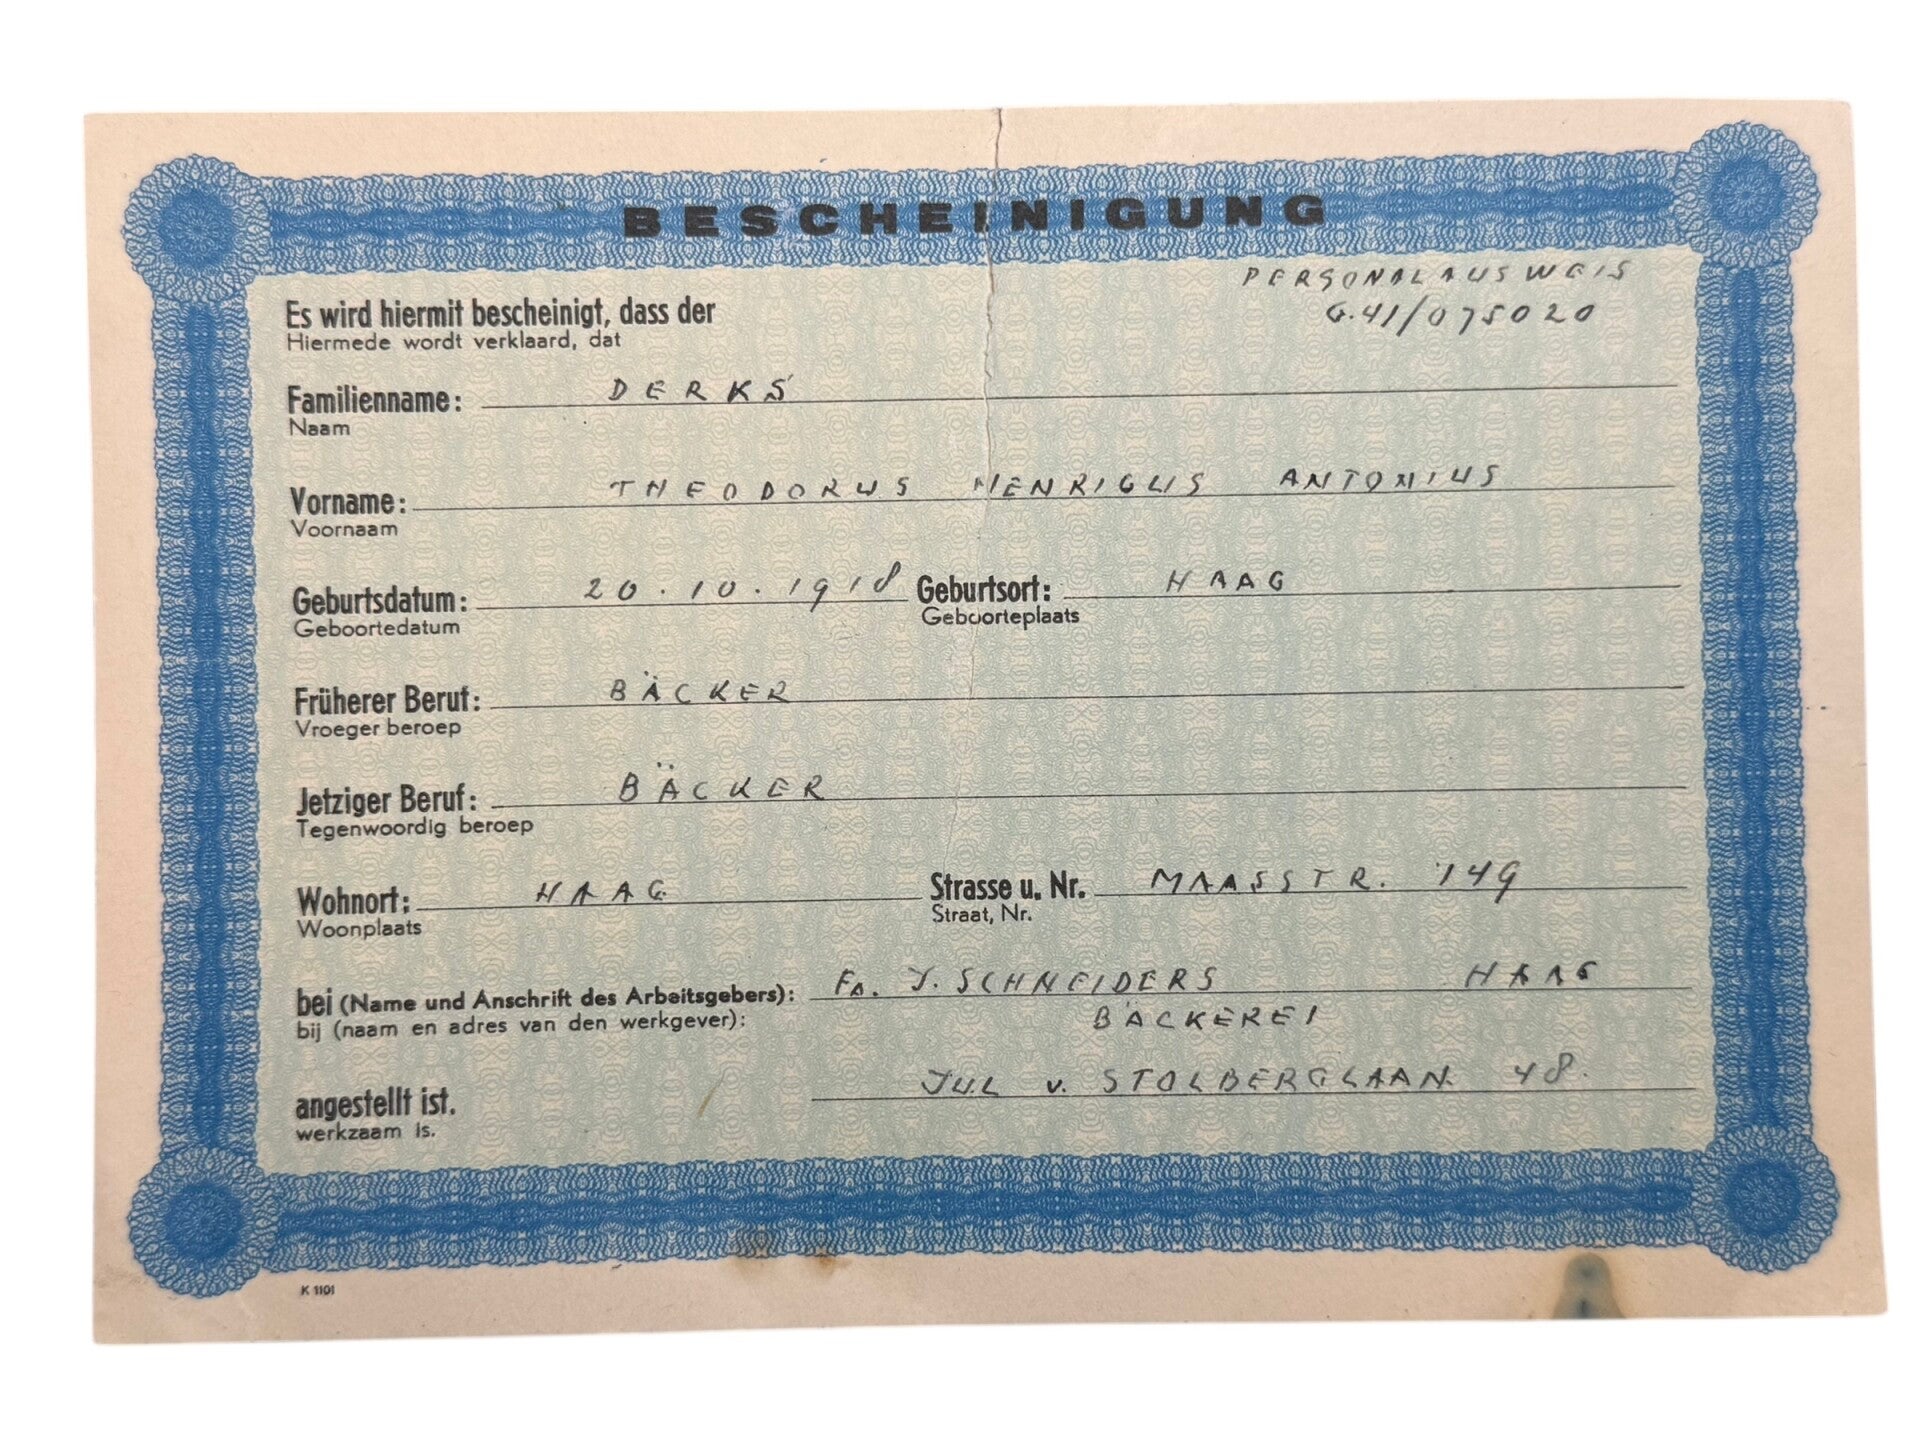 BESCHEINIGUNG
PERSONALAUSWEIS
G.41/075020
Es wird hiermit bescheinigt, dass der
Hiermede wordt verklaard, dat
Familienname: DERKS
Naam
Vorname: THEODORUS HENRICUS ANTONIUS
Voornaam
Geburtsdatum: 20.10.1918 Geburtsort: HAAG
Geboortedatum Geboorteplaats
Früherer Beruf: BÄCKER
Vroeger beroep
Jetziger Beruf: BÄCKER
Tegenwoordig beroep
Wohnort: HAAG Strasse u. Nr. MAASSTR. 149
Woonplaats Straat, Nr.
bei (Name und Anschrift des Arbeitsgebers): FA. J. SCHNEIDERS HAAG
bij (naam en adres van den werkgever): BÄCKEREI
angestellt ist. JUL v. STOLBERGLAAN 48.
werkzaam is.
K 1101